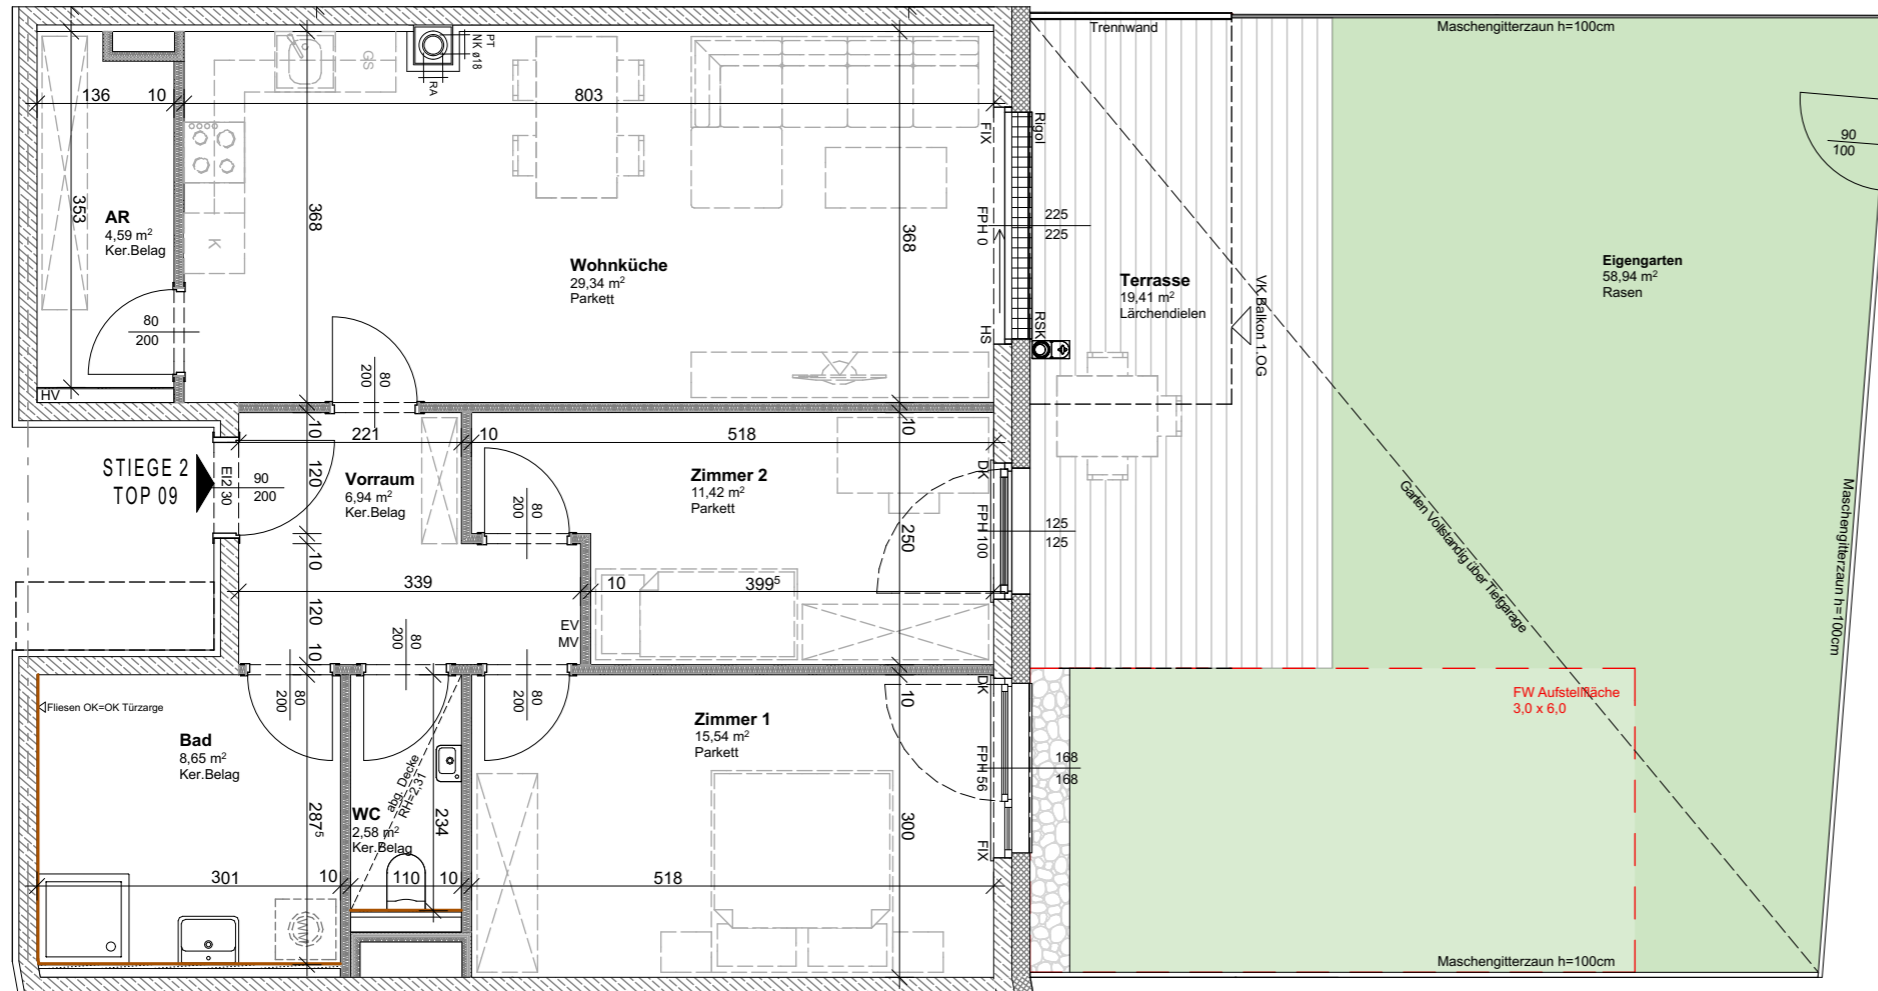 Trennwand
Maschengitterzaun h=100cm
PT
NK ø18
RA
GS
136
10
803
FIX
Rigol
90
100
353
AR
4,59 m²
Ker.Belag
368
K
368
FPH 0
225
225
Wohnküche
29,34 m²
Parkett
Terrasse
19,41 m²
Lärchendielen
VK Balkon 1.OG
Eigengarten
58,94 m²
Rasen
80
200
HS
RSK
80
200
HV
10
221
10
518
10
STIEGE 2
TOP 09
EI2 30
90
200
120
Vorraum
6,94 m²
Ker.Belag
80
200
Zimmer 2
11,42 m²
Parkett
DK
FPH 100
125
125
250
Garten Vollständig über Tiefgarage
Maschengitterzaun h=100cm
10
339
10
399⁵
120
EV
MV
10
80
200
80
200
80
200
10
DK
FW Aufstellfläche
3,0 x 6,0
Fliesen OK=OK Türzarge
Bad
8,65 m²
Ker.Belag
287⁵
abg. Decke
RH=2,31
WC
2,58 m²
Ker.Belag
234
Zimmer 1
15,54 m²
Parkett
FPH 56
168
168
300
FIX
301
10
110
10
518
WM
Maschengitterzaun h=100cm